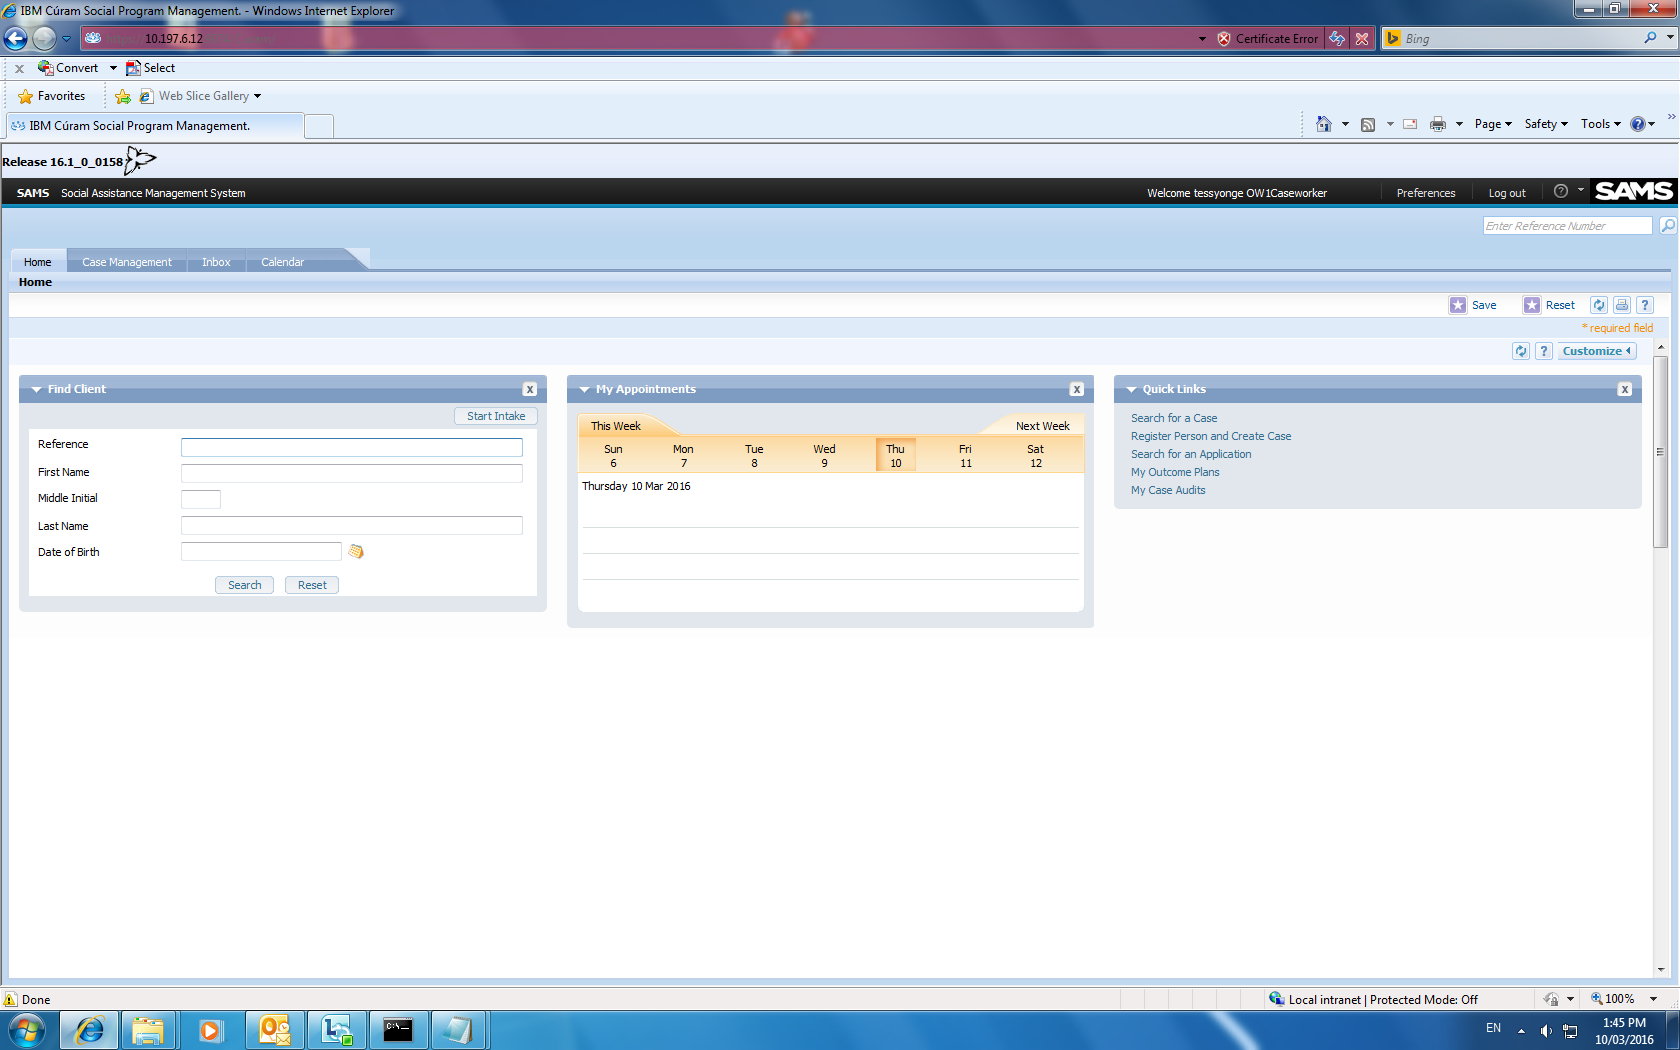 IBM Cúram Social Program Management. - Windows Internet Explorer
10.197.6.12
Certificate Error
Bing
x Convert Select
Favorites Web Slice Gallery
IBM Cúram Social Program Management.
Page Safety Tools
Release 16.1_0_0158
SAMS Social Assistance Management System
Welcome tessyonge OW1Caseworker Preferences Log out ? SAMS
Enter Reference Number
Home Case Management Inbox Calendar
Home
Save Reset ?
* required field
? Customize
Find Client x
Start Intake
Reference
First Name
Middle Initial
Last Name
Date of Birth
Search Reset
My Appointments x
This Week Next Week
Sun Mon Tue Wed Thu Fri Sat
6 7 8 9 10 11 12
Thursday 10 Mar 2016
Quick Links x
Search for a Case
Register Person and Create Case
Search for an Application
My Outcome Plans
My Case Audits
Done
Local intranet | Protected Mode: Off
100%
EN
1:45 PM
10/03/2016